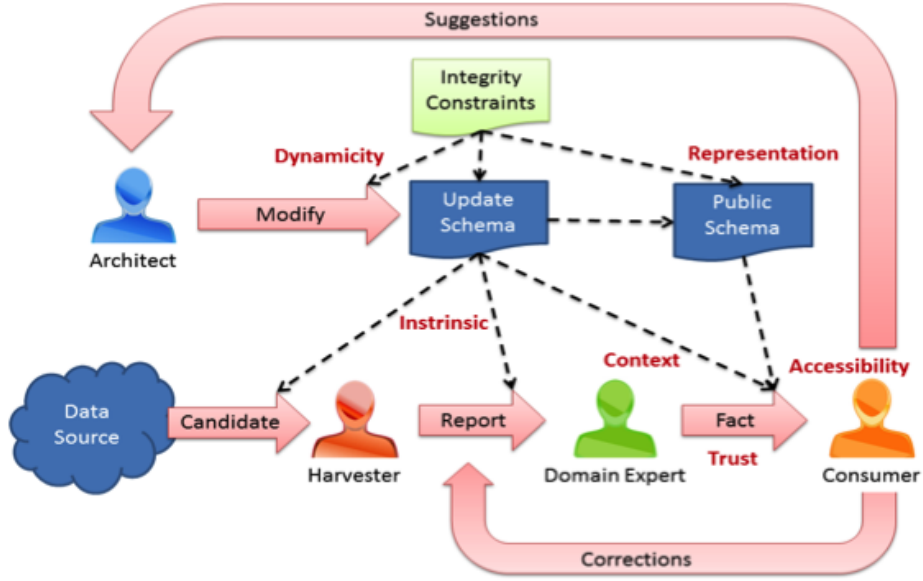 Suggestions
Integrity
Constraints
Dynamicity
Representation
Update
Schema
Public
Schema
Modify
Architect
Instrinsic
Context
Accessibility
Data
Source
Candidate
Report
Fact
Trust
Harvester
Domain Expert
Consumer
Corrections